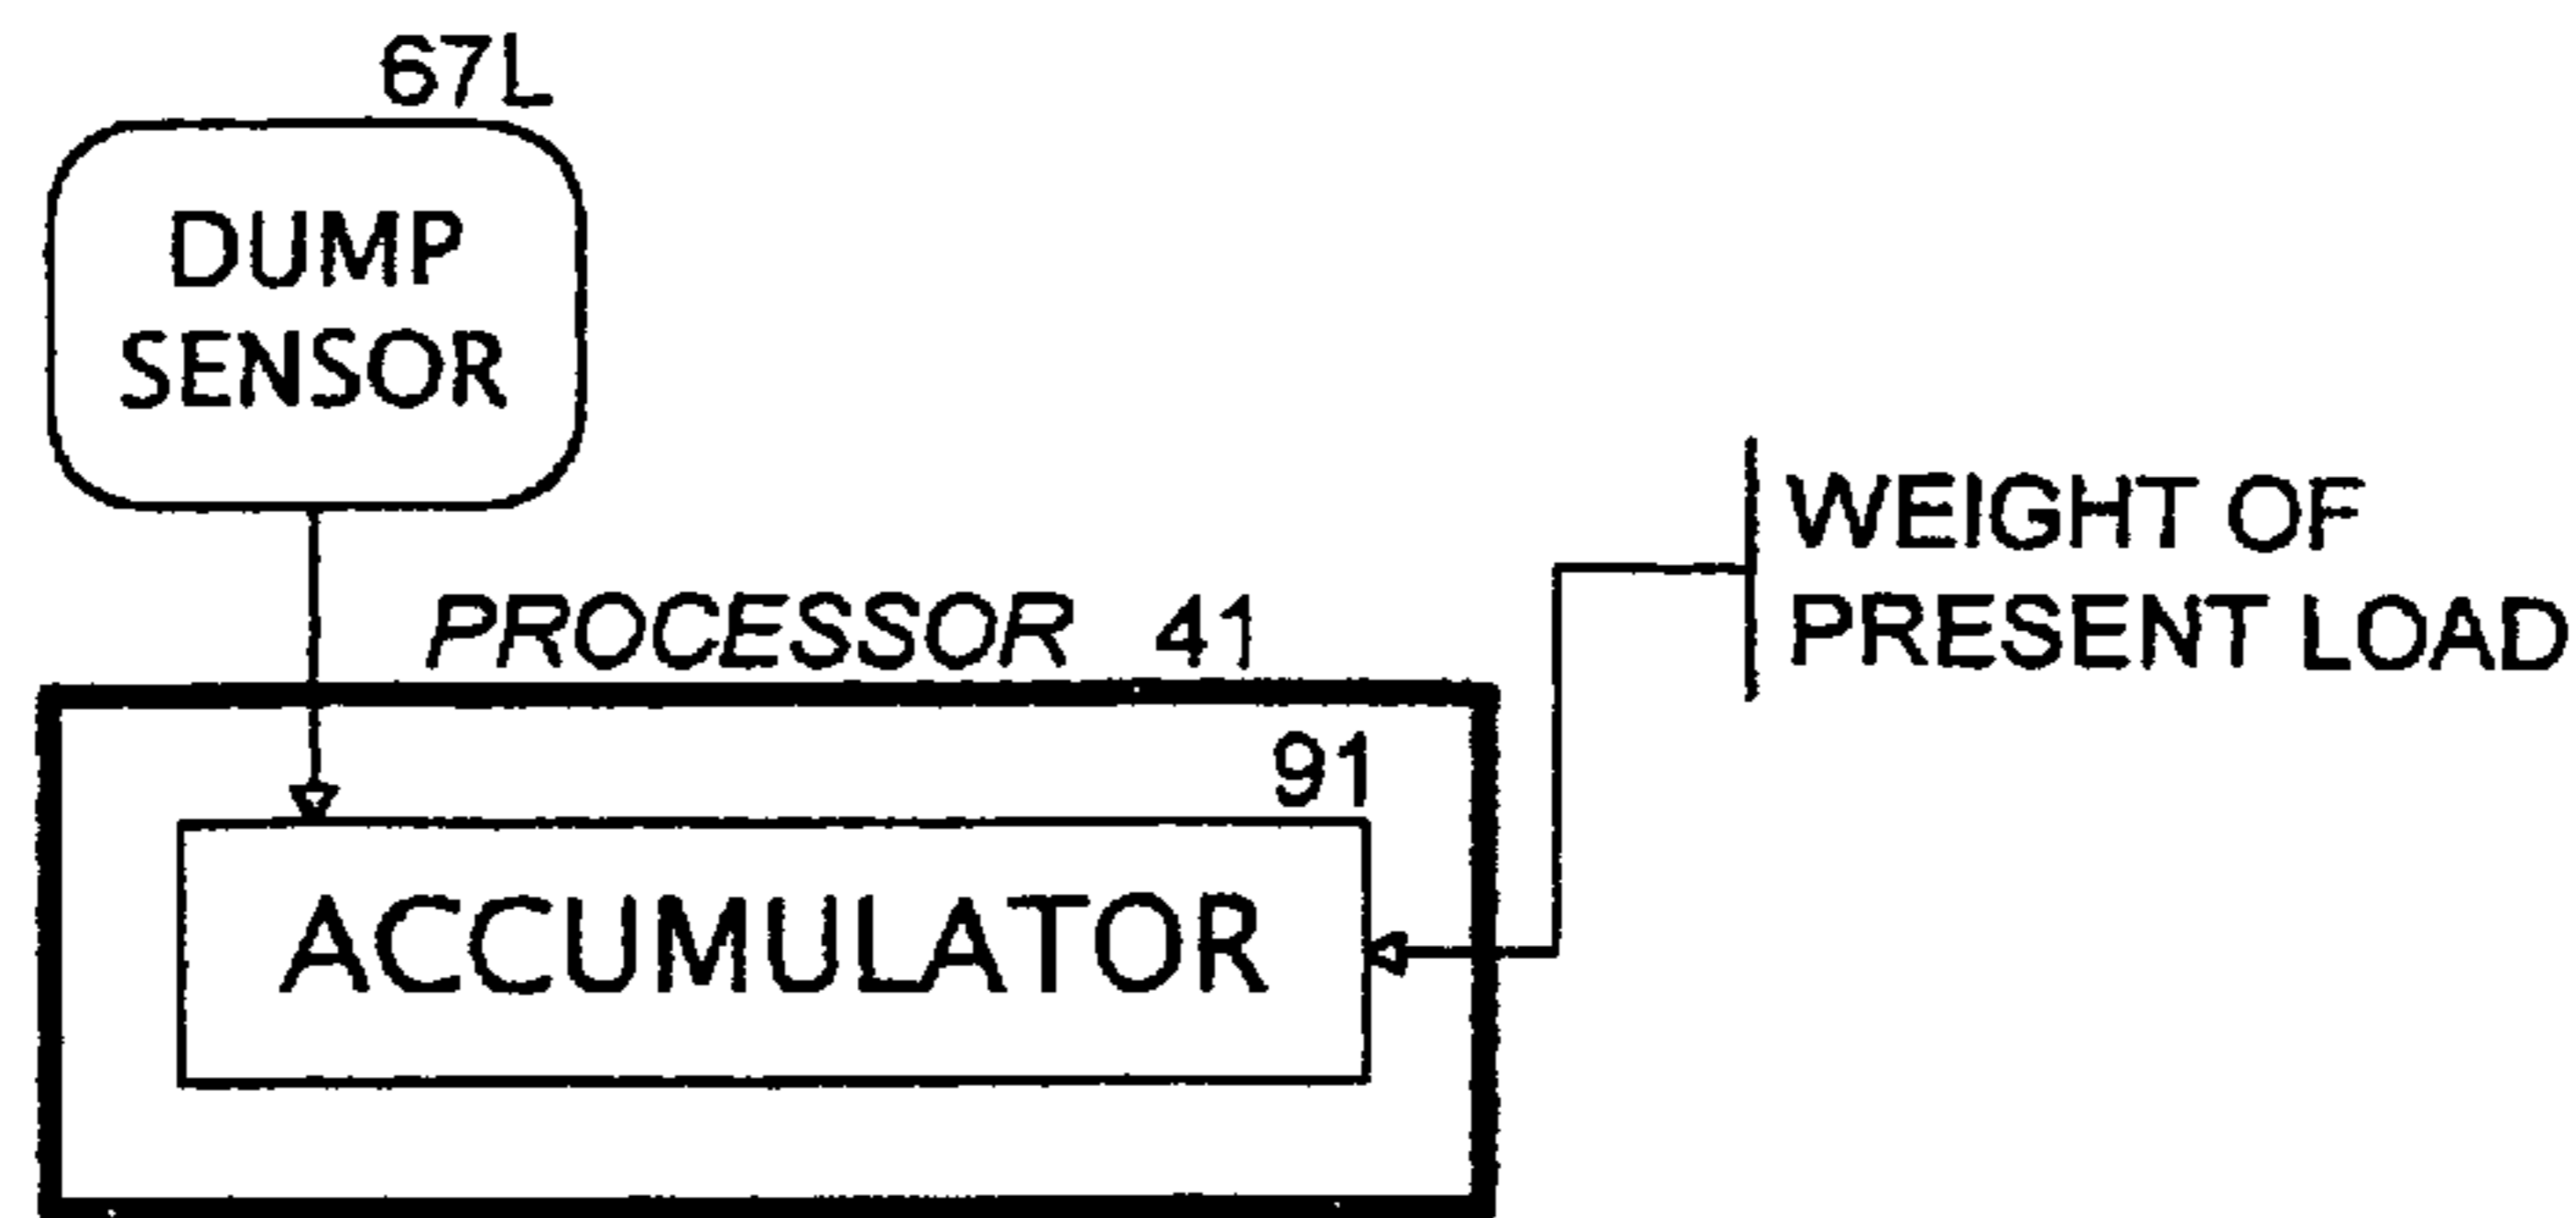 67L
DUMP
SENSOR
WEIGHT OF
PRESENT LOAD
PROCESSOR 41
91
ACCUMULATOR